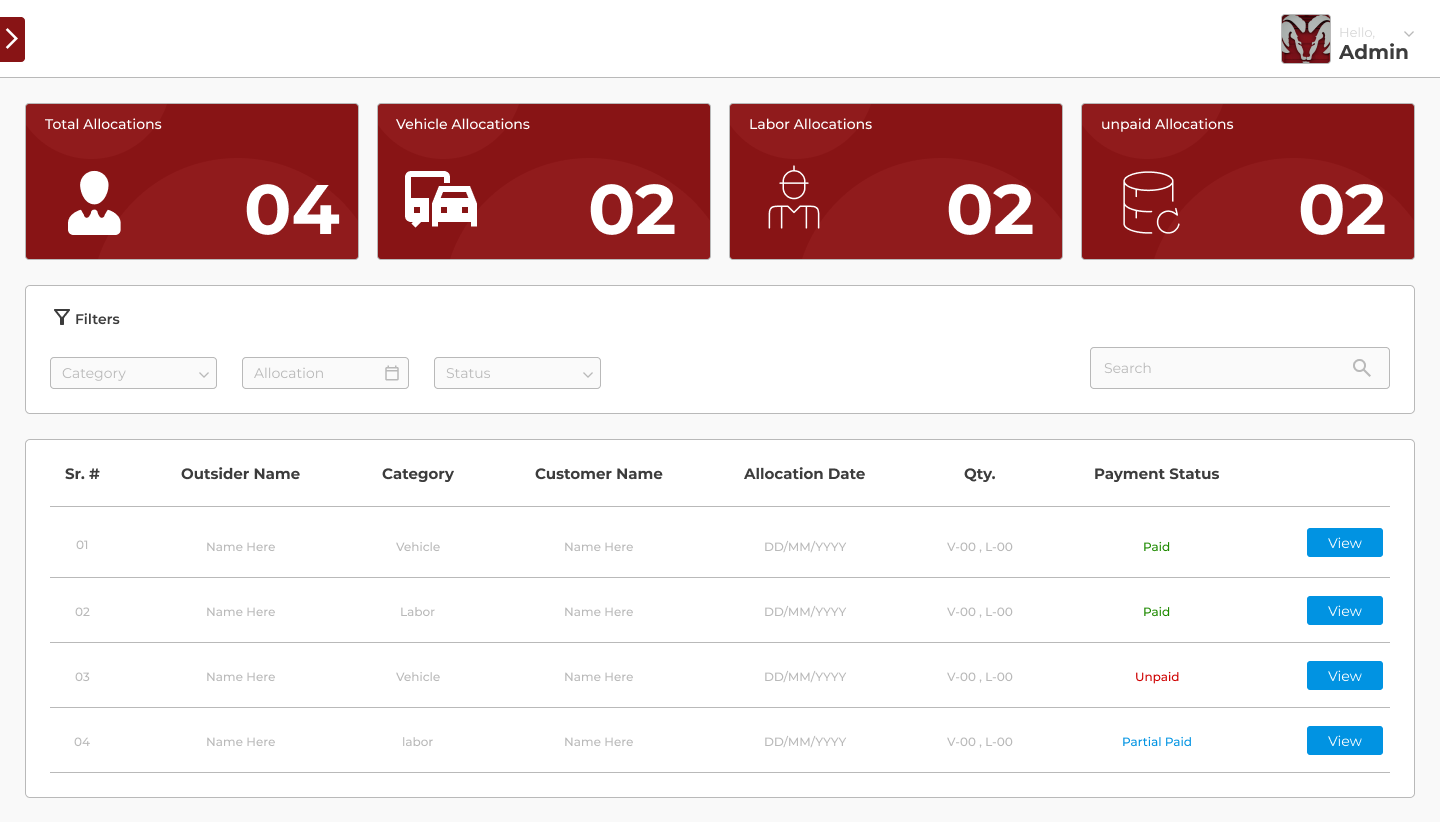 Hello,
Admin
Total Allocations
04
Vehicle Allocations
02
Labor Allocations
02
unpaid Allocations
02
Filters
Category
Allocation
Status
Search
Sr. # Outsider Name Category Customer Name Allocation Date Qty. Payment Status
01 Name Here Vehicle Name Here DD/MM/YYYY V-00 , L-00 Paid View
02 Name Here Labor Name Here DD/MM/YYYY V-00 , L-00 Paid View
03 Name Here Vehicle Name Here DD/MM/YYYY V-00 , L-00 Unpaid View
04 Name Here labor Name Here DD/MM/YYYY V-00 , L-00 Partial Paid View